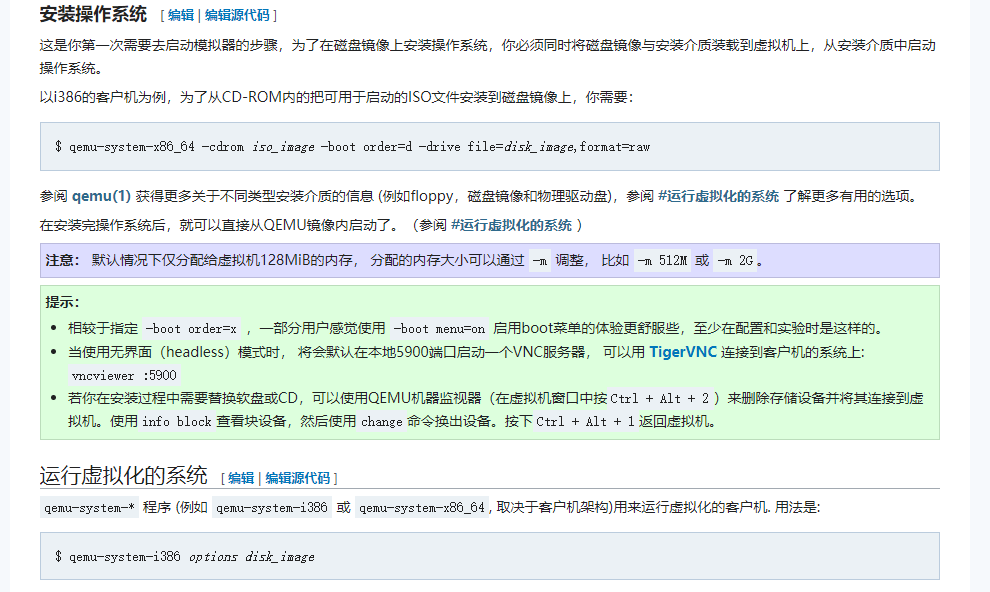 安装操作系统 [ 编辑 | 编辑源代码 ]
这是你第一次需要去启动模拟器的步骤，为了在磁盘镜像上安装操作系统，你必须同时将磁盘镜像与安装介质装载到虚拟机上，从安装介质中启动
操作系统。
以i386的客户机为例，为了从CD-ROM内的把可用于启动的ISO文件安装到磁盘镜像上，你需要：
$ qemu-system-x86_64 -cdrom iso_image -boot order=d -drive file=disk_image,format=raw
参阅 qemu(1) 获得更多关于不同类型安装介质的信息 (例如floppy，磁盘镜像和物理驱动盘)，参阅 #运行虚拟化的系统 了解更多有用的选项。
在安装完操作系统后，就可以直接从QEMU镜像内启动了。（参阅 #运行虚拟化的系统 ）
注意： 默认情况下仅分配给虚拟机128MiB的内存， 分配的内存大小可以通过 -m 调整， 比如 -m 512M 或 -m 2G 。
提示：
• 相较于指定 -boot order=x ，一部分用户感觉使用 -boot menu=on 启用boot菜单的体验更舒服些，至少在配置和实验时是这样的。
• 当使用无界面（headless）模式时， 将会默认在本地5900端口启动一个VNC服务器， 可以用 TigerVNC 连接到客户机的系统上:
vncviewer :5900
• 若你在安装过程中需要替换软盘或CD，可以使用QEMU机器监视器（在虚拟机窗口中按 Ctrl + Alt + 2 ）来删除存储设备并将其连接到虚
拟机。使用 info block 查看块设备，然后使用 change 命令换出设备。按下 Ctrl + Alt + 1 返回虚拟机。
运行虚拟化的系统 [ 编辑 | 编辑源代码 ]
qemu-system-* 程序 (例如 qemu-system-i386 或 qemu-system-x86_64 , 取决于客户机架构)用来运行虚拟化的客户机. 用法是:
$ qemu-system-i386 options disk_image